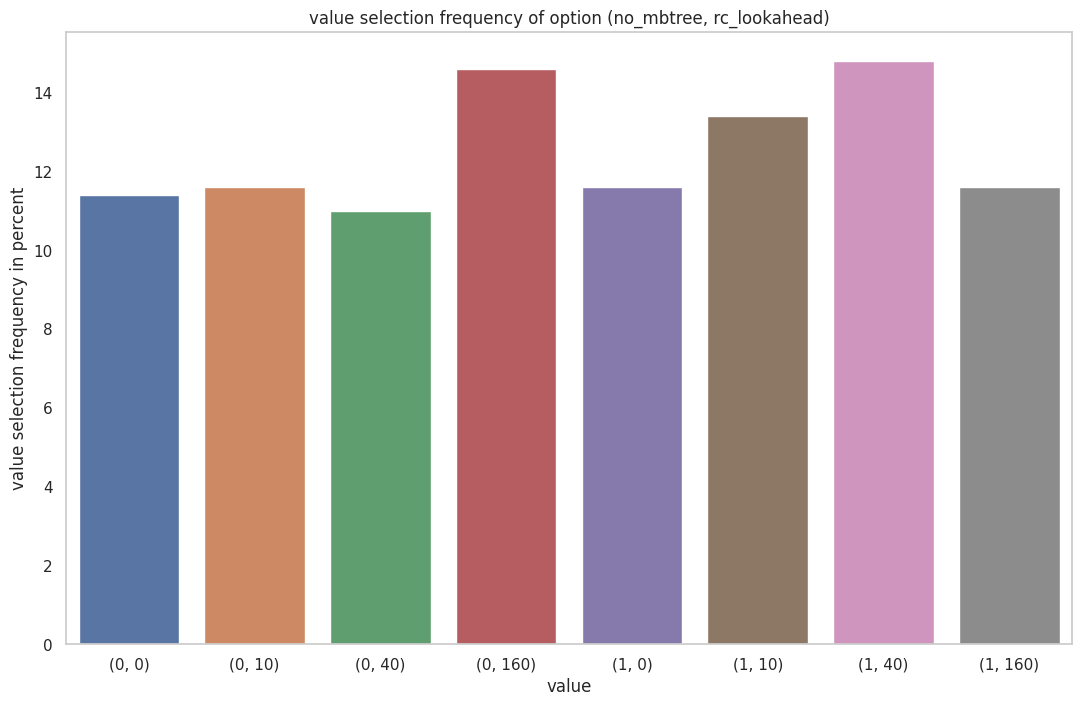 value selection frequency of option (no_mbtree, rc_lookahead)
value selection frequency in percent
14
12
10
8
6
4
2
0
(0, 0) (0, 10) (0, 40) (0, 160) (1, 0) (1, 10) (1, 40) (1, 160)
value